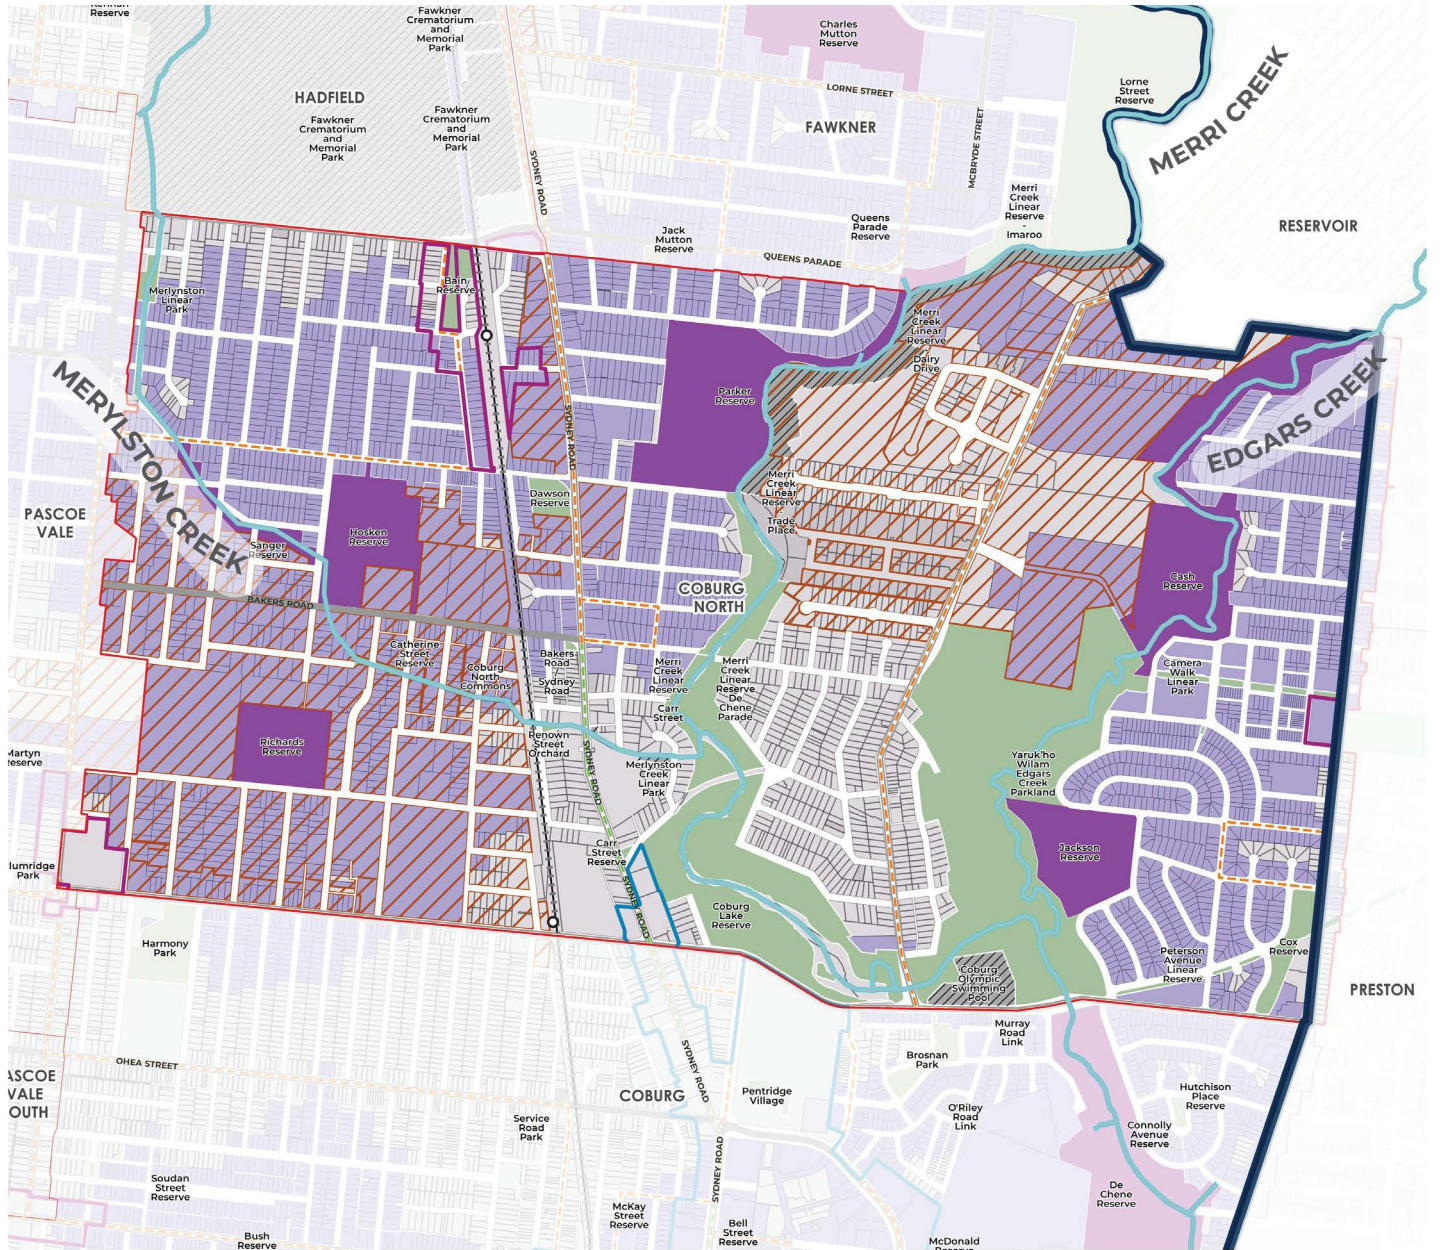 Reserve
Fawkner
Crematorium
and
Memorial
Park
Charles
Mutton
Reserve
HADFIELD
Fawkner
Crematorium
and
Memorial
Park
Fawkner
Crematorium
and
Memorial
Park
LORNE STREET
Lorne
Street
Reserve
MERRI CREEK
FAWKNER
MCBRYDE STREET
SYDNEY ROAD
Merri
Creek
Linear
Reserve
-
Imaroo
Queens
Parade
Reserve
Jack
Mutton
Reserve
QUEENS PARADE
RESERVOIR
Merlynston
Linear
Park
Bain
Reserve
Merri
Creek
Linear
Reserve
Dairy
Drive
Parker
Reserve
MERYLSTON CREEK
EDGARS CREEK
SYDNEY ROAD
Merri
Creek
Linear
Reserve
Trade
Place
Dawson
Reserve
PASCOE
VALE
Hosken
Reserve
Sanger
Reserve
COBURG
NORTH
Cash
Reserve
BAKERS ROAD
Catherine
Street
Reserve
Coburg
North
Commons
Bakers
Road
Sydney
Road
Merri
Creek
Linear
Reserve
Carr
Street
Merri
Creek
Linear
Reserve
De
Chene
Parade
Camera
Walk
Linear
Park
Richards
Reserve
Renown
Street
Orchard
SYDNEY ROAD
Martyn
Reserve
Merlynston
Creek
Linear
Park
Yaruk'ho
Wilam
Edgars
Creek
Parkland
Carr
Street
Reserve
Jackson
Reserve
lumridge
Park
SYDNEY ROAD
Coburg
Lake
Reserve
Harmony
Park
Coburg
Olympic
Swimming
Pool
Peterson
Avenue
Linear
Reserve
Cox
Reserve
PRESTON
Murray
Road
Link
SYDNEY ROAD
Brosnan
Park
OHEA STREET
ASCOE
VALE
OUTH
COBURG
Pentridge
Village
Hutchison
Place
Reserve
O'Riley
Road
Link
Service
Road
Park
Connolly
Avenue
Reserve
SYDNEY ROAD
Soudan
Street
Reserve
De
Chene
Reserve
McKay
Street
Reserve
Bell
Street
Reserve
Bush
Reserve
McDonald